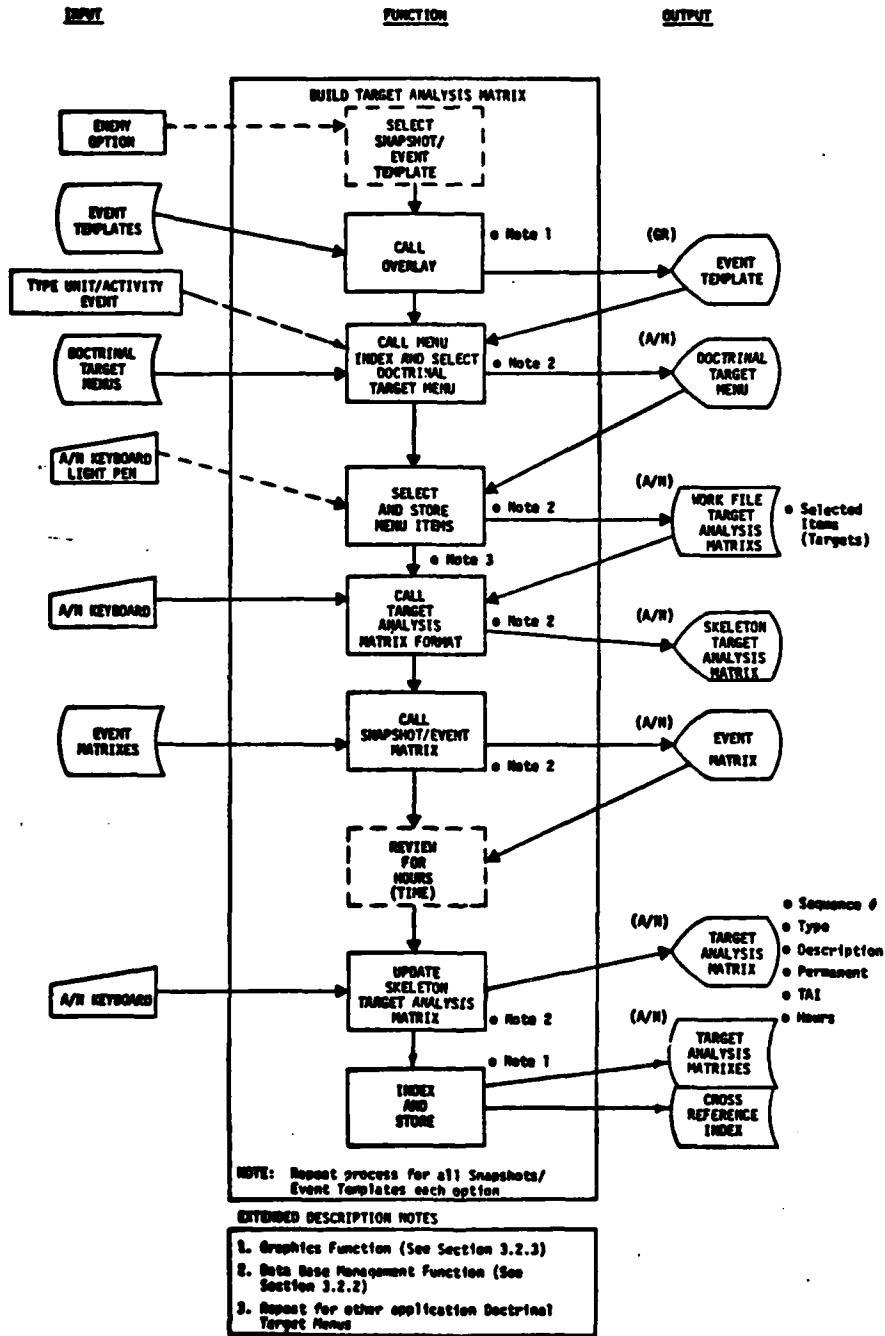 INPUT FUNCTION OUTPUT
BUILD TARGET ANALYSIS MATRIX
ENEMY
OPTION
SELECT
SNAPSHOT/
EVENT
TEMPLATE
EVENT
TEMPLATES
CALL
OVERLAY
• Note 1
(GR)
EVENT
TEMPLATE
TYPE UNIT/ACTIVITY
EVENT
DOCTRINAL
TARGET
MENUS
CALL MENU
INDEX AND SELECT
DOCTRINAL
TARGET MENU
• Note 2
(A/N)
DOCTRINAL
TARGET
MENU
A/N KEYBOARD
LIGHT PEN
SELECT
AND STORE
MENU ITEMS
• Note 2
(A/N)
WORK FILE
TARGET
ANALYSIS
MATRIXS
• Selected
Items
(Targets)
• Note 3
A/N KEYBOARD
CALL
TARGET
ANALYSIS
MATRIX FORMAT
• Note 2
(A/N)
SKELETON
TARGET
ANALYSIS
MATRIX
EVENT
MATRIXES
CALL
SNAPSHOT/EVENT
MATRIX
• Note 2
(A/N)
EVENT
MATRIX
REVIEW
FOR
HOURS
(TIME)
A/N KEYBOARD
UPDATE
SKELETON
TARGET ANALYSIS
MATRIX
• Note 2
(A/N)
TARGET
ANALYSIS
MATRIX
• Sequence #
• Type
• Description
• Permanent
• TAI
• Hours
• Note 1
INDEX
AND
STORE
(A/N)
TARGET
ANALYSIS
MATRIXES
CROSS
REFERENCE
INDEX
NOTE: Repeat process for all Snapshots/
Event Templates each option
EXTENDED DESCRIPTION NOTES
1. Graphics Function (See Section 3.2.3)
2. Data Base Management Function (See
Section 3.2.2)
3. Repeat for other application Doctrinal
Target Menus